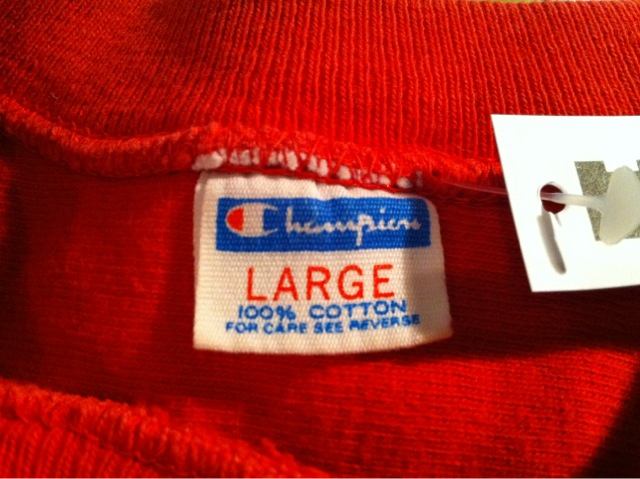 Champion
LARGE
100% COTTON
FOR CARE SEE REVERSE